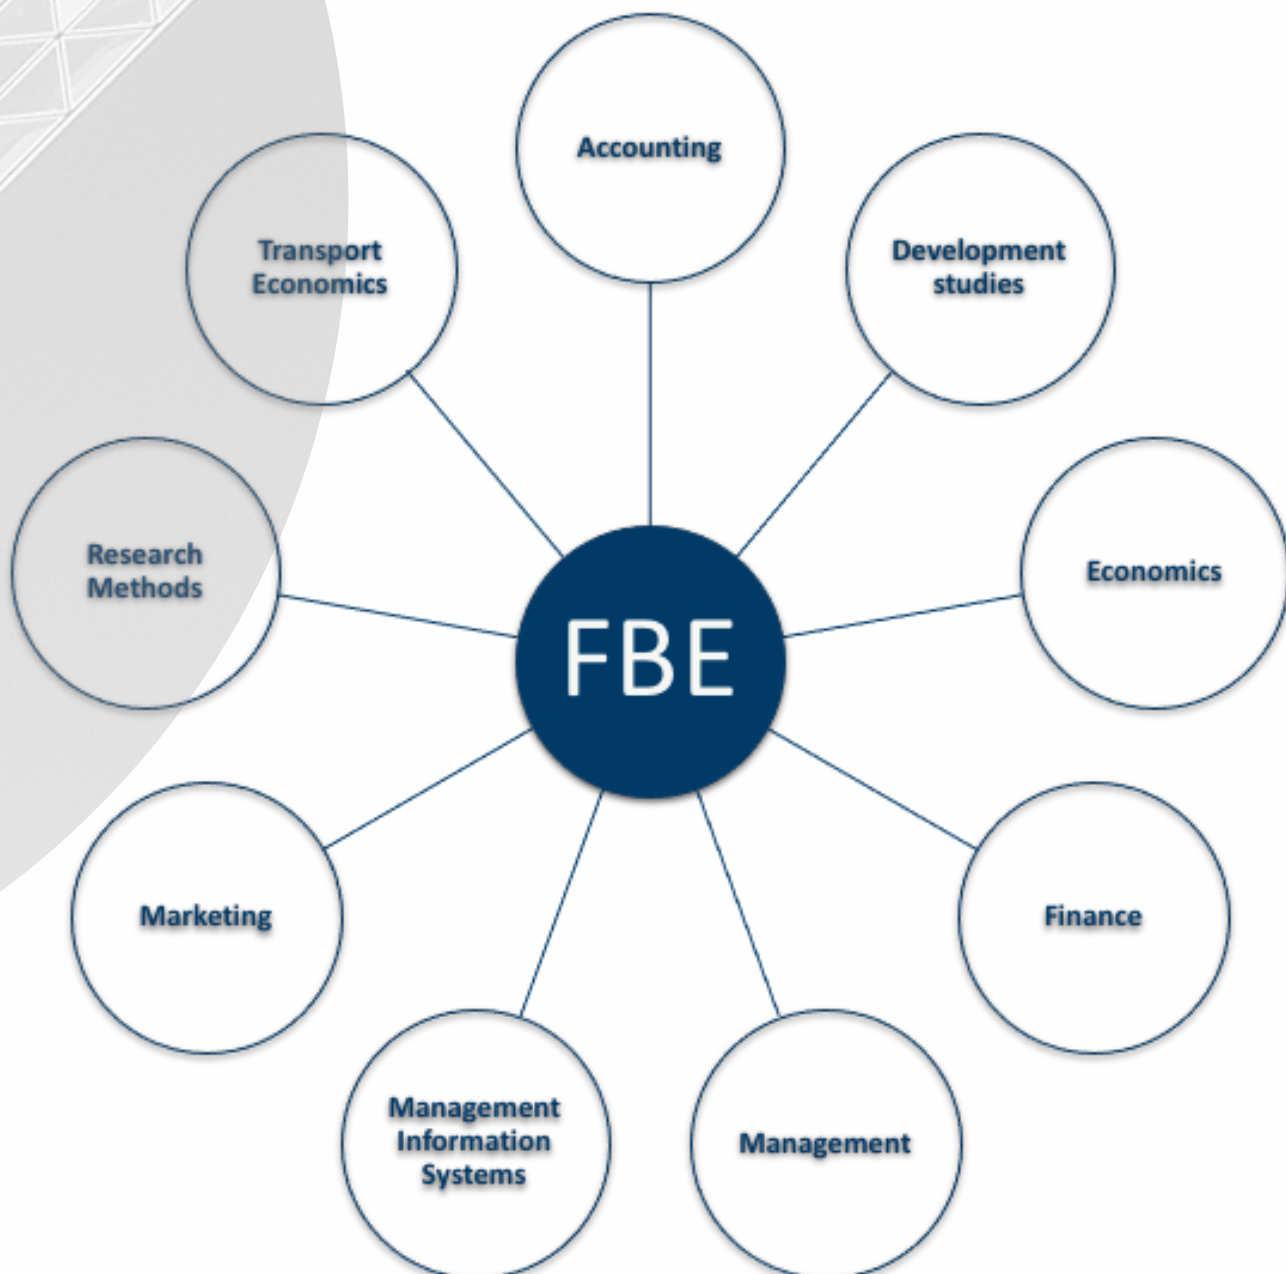 Accounting
Development
studies
Economics
Finance
Management
Management
Information
Systems
Marketing
Research
Methods
Transport
Economics
FBE